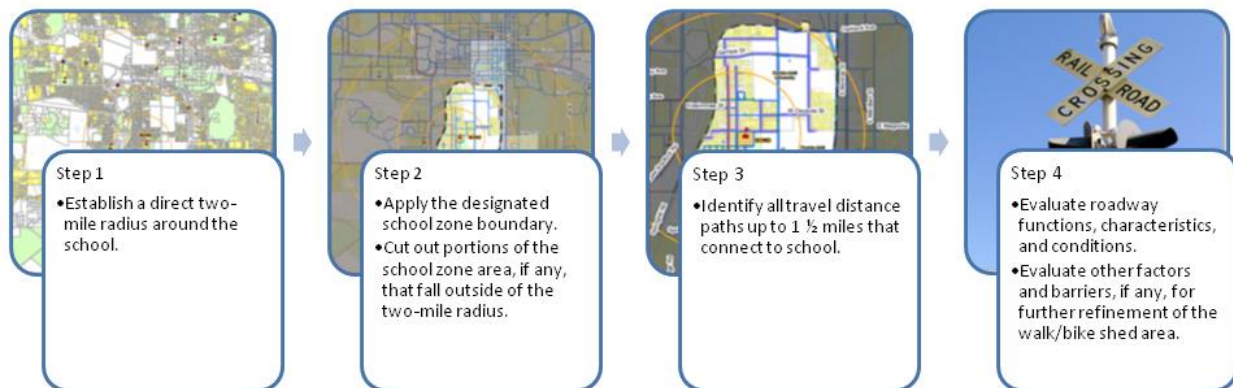 RAIL ROAD
CROSSING
Step 1
•Establish a direct two-
mile radius around the
school.
Step 2
•Apply the designated
school zone boundary.
•Cut out portions of the
school zone area, if any,
that fall outside of the
two-mile radius.
Step 3
•Identify all travel distance
paths up to 1 ½ miles that
connect to school.
Step 4
•Evaluate roadway
functions, characteristics,
and conditions.
•Evaluate other factors
and barriers, if any, for
further refinement of the
walk/bike shed area.